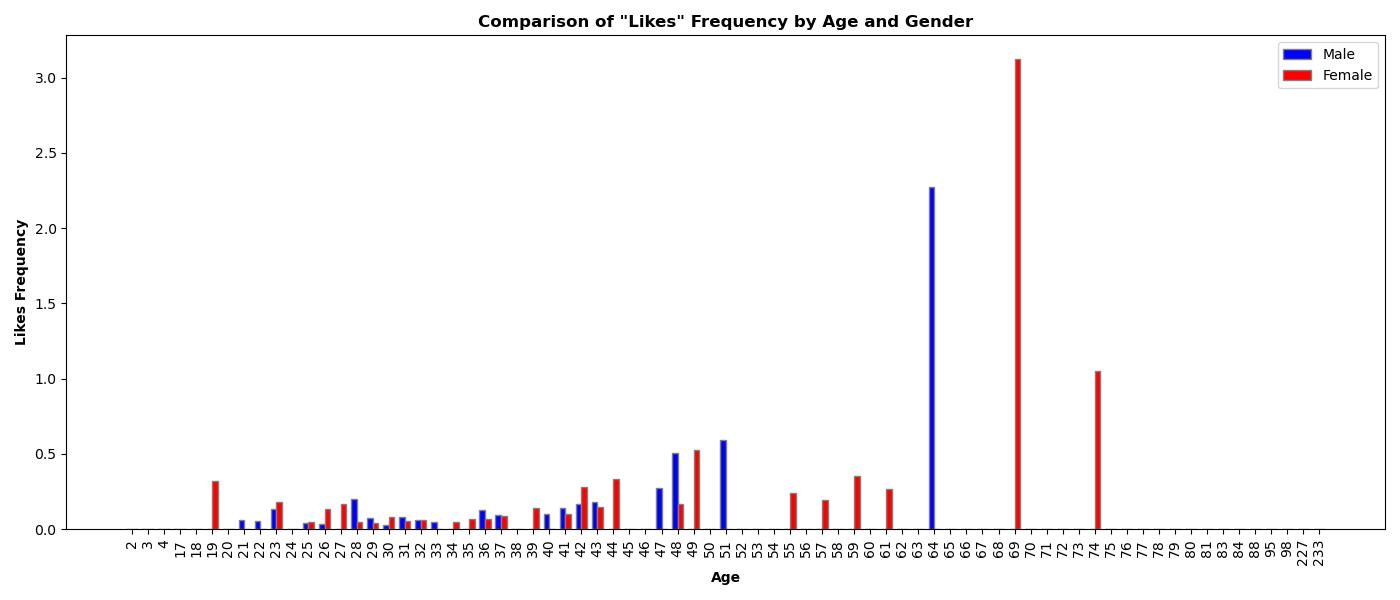 Comparison of "Likes" Frequency by Age and Gender
Male
Female
Likes Frequency
3.0
2.5
2.0
1.5
1.0
0.5
0.0
2 3 4 17 18 19 20 21 22 23 24 25 26 27 28 29 30 31 32 33 34 35 36 37 38 39 40 41 42 43 44 45 46 47 48 49 50 51 52 53 54 55 56 57 58 59 60 61 62 63 64 65 66 67 68 69 70 71 72 73 74 75 76 77 78 79 80 81 83 84 88 95 98 227 233
Age